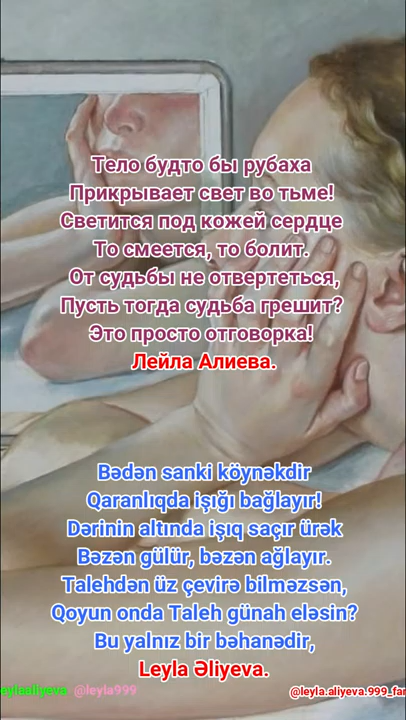 Тело будто бы рубаха
Прикрывает свет во тьме!
Светится под кожей сердце
То смеется, то болит.
От судьбы не отвертеться,
Пусть тогда судьба грешит?
Это просто отговорка!
Лейла Алиева.
Bədən sanki köynəkdir
Qaranlıqda işığı bağlayır!
Dərinin altında işıq saçır ürək
Bəzən gülür, bəzən ağlayır.
Talehdən üz çevirə bilməzsən,
Qoyun onda Taleh günah eləsin?
Bu yalnız bir bəhanədir,
Leyla Əliyeva.
eylealiyeva @leyla999 @leyla.aliyeva.999_fan